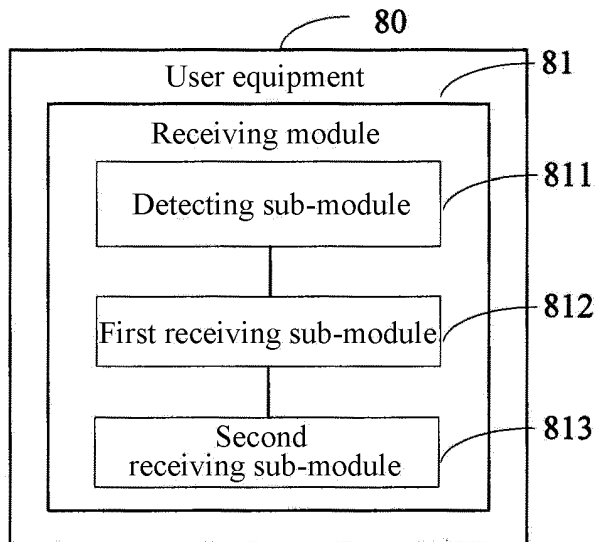 80
User equipment
81
Receiving module
811
Detecting sub-module
812
First receiving sub-module
813
Second
receiving sub-module